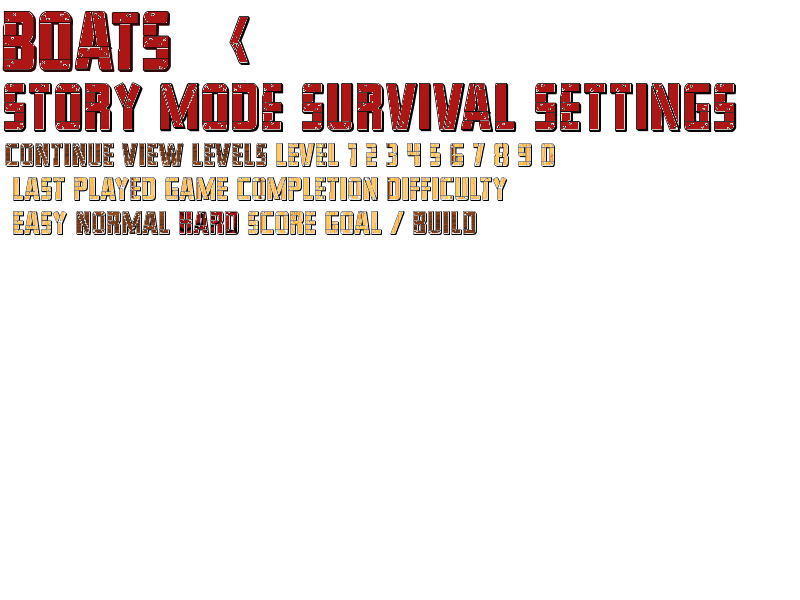 BOATS <
STORY MODE SURVIVAL SETTINGS
CONTINUE VIEW LEVELS LEVEL 1 2 3 4 5 6 7 8 9 0
LAST PLAYED GAME COMPLETION DIFFICULTY
EASY NORMAL HARD SCORE GOAL / BUILD